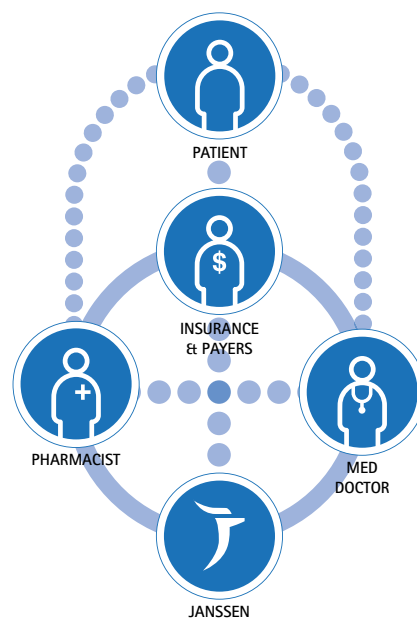 PATIENT
$
INSURANCE
& PAYERS
PHARMACIST
MED
DOCTOR
JANSSEN